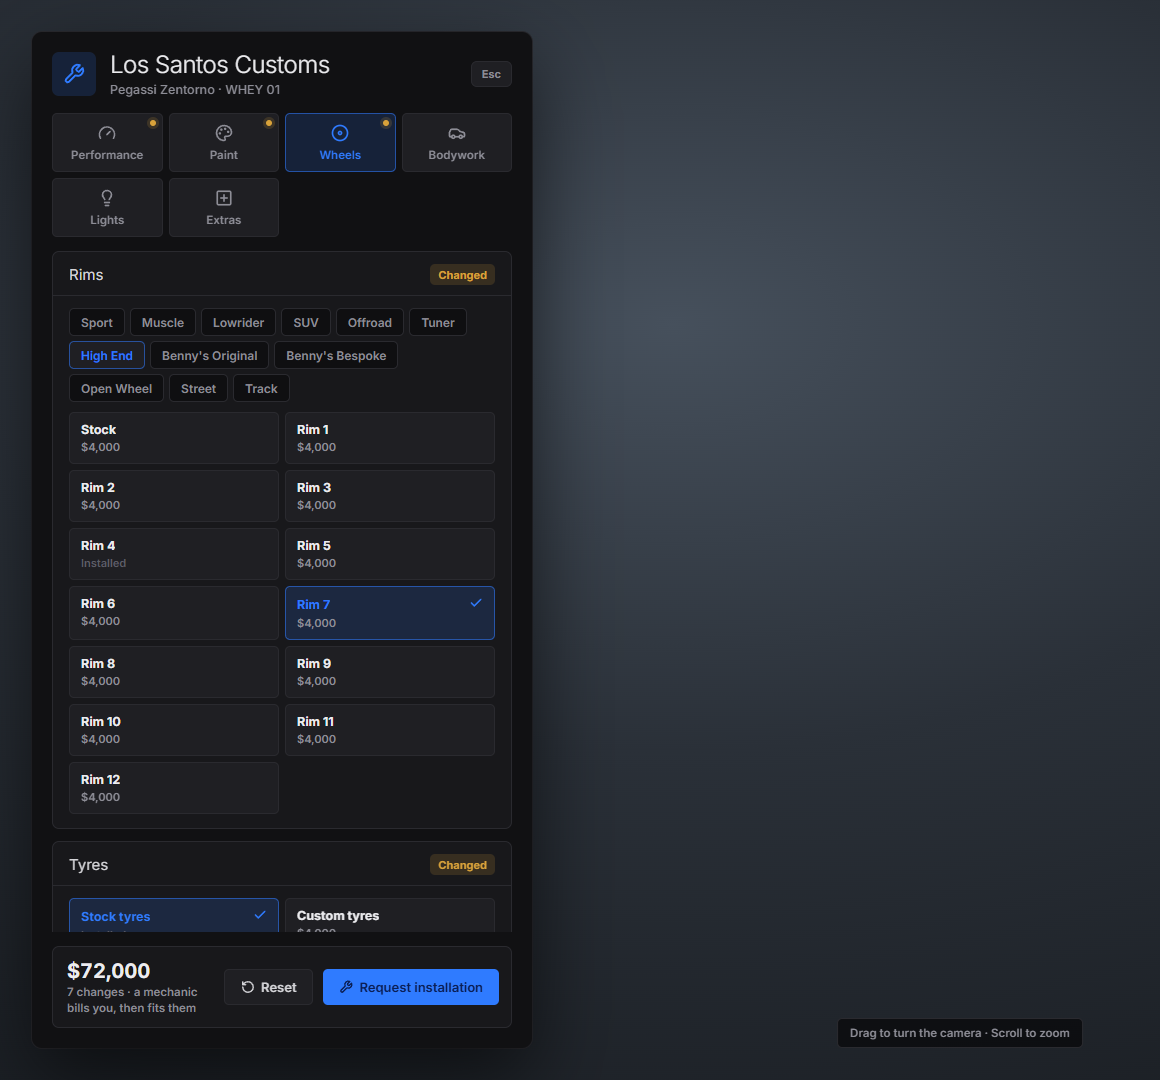 Los Santos Customs
Pegassi Zentorno · WHEY 01
Esc
Performance
Paint
Wheels
Bodywork
Lights
Extras
Rims
Changed
Sport
Muscle
Lowrider
SUV
Offroad
Tuner
High End
Benny's Original
Benny's Bespoke
Open Wheel
Street
Track
Stock
$4,000
Rim 1
$4,000
Rim 2
$4,000
Rim 3
$4,000
Rim 4
Installed
Rim 5
$4,000
Rim 6
$4,000
Rim 7
$4,000
Rim 8
$4,000
Rim 9
$4,000
Rim 10
$4,000
Rim 11
$4,000
Rim 12
$4,000
Tyres
Changed
Stock tyres
Custom tyres
$72,000
7 changes · a mechanic
bills you, then fits them
Reset
Request installation
Drag to turn the camera · Scroll to zoom